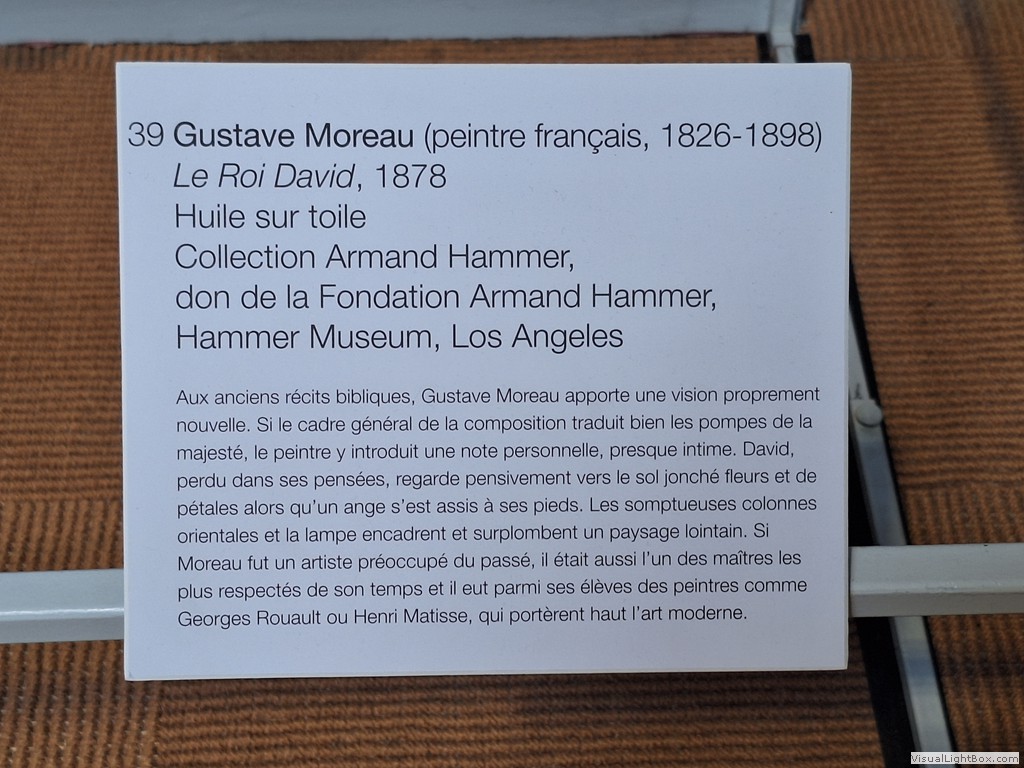 39 Gustave Moreau (peintre français, 1826-1898)
Le Roi David, 1878
Huile sur toile
Collection Armand Hammer,
don de la Fondation Armand Hammer,
Hammer Museum, Los Angeles
Aux anciens récits bibliques, Gustave Moreau apporte une vision proprement
nouvelle. Si le cadre général de la composition traduit bien les pompes de la
majesté, le peintre y introduit une note personnelle, presque intime. David,
perdu dans ses pensées, regarde pensivement vers le sol jonché fleurs et de
pétales alors qu’un ange s’est assis à ses pieds. Les somptueuses colonnes
orientales et la lampe encadrent et surplombent un paysage lointain. Si
Moreau fut un artiste préoccupé du passé, il était aussi l’un des maîtres les
plus respectés de son temps et il eut parmi ses élèves des peintres comme
Georges Rouault ou Henri Matisse, qui portèrent haut l’art moderne.
VisualLightBox.com